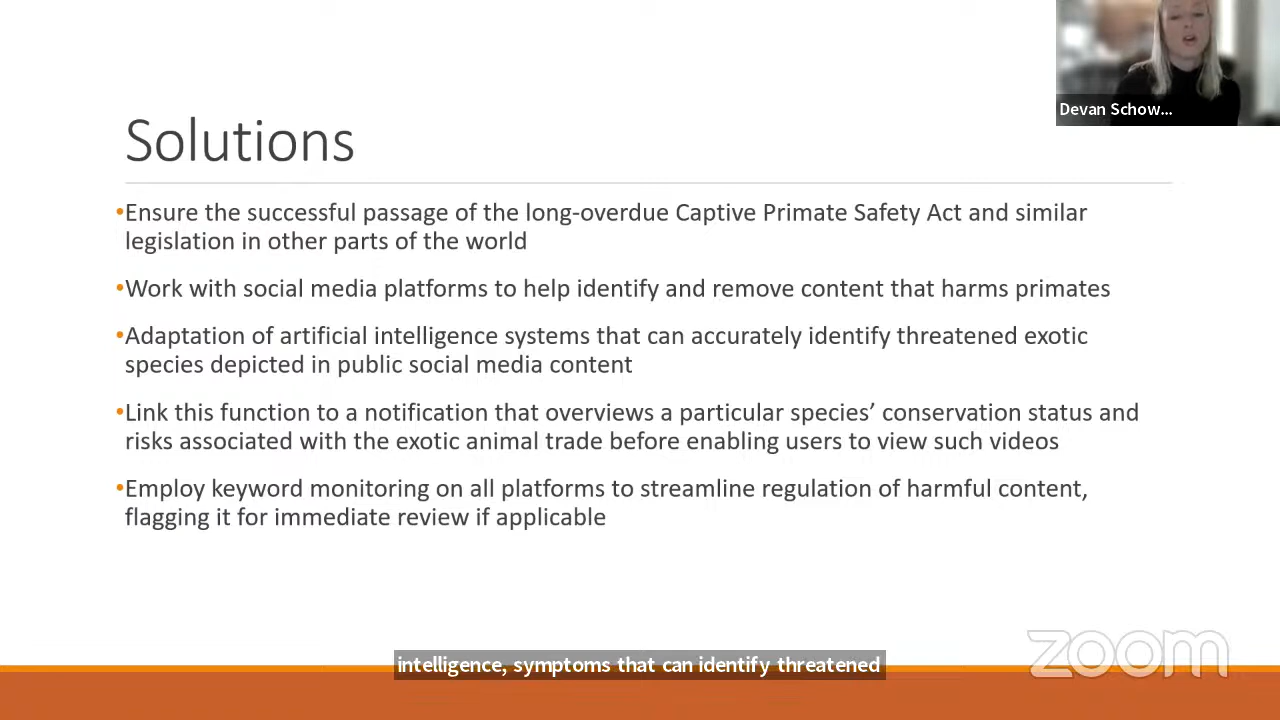 Devan Schow...
Solutions
•Ensure the successful passage of the long-overdue Captive Primate Safety Act and similar
legislation in other parts of the world
•Work with social media platforms to help identify and remove content that harms primates
•Adaptation of artificial intelligence systems that can accurately identify threatened exotic
species depicted in public social media content
•Link this function to a notification that overviews a particular species’ conservation status and
risks associated with the exotic animal trade before enabling users to view such videos
•Employ keyword monitoring on all platforms to streamline regulation of harmful content,
flagging it for immediate review if applicable
intelligence, symptoms that can identify threatened
zoom